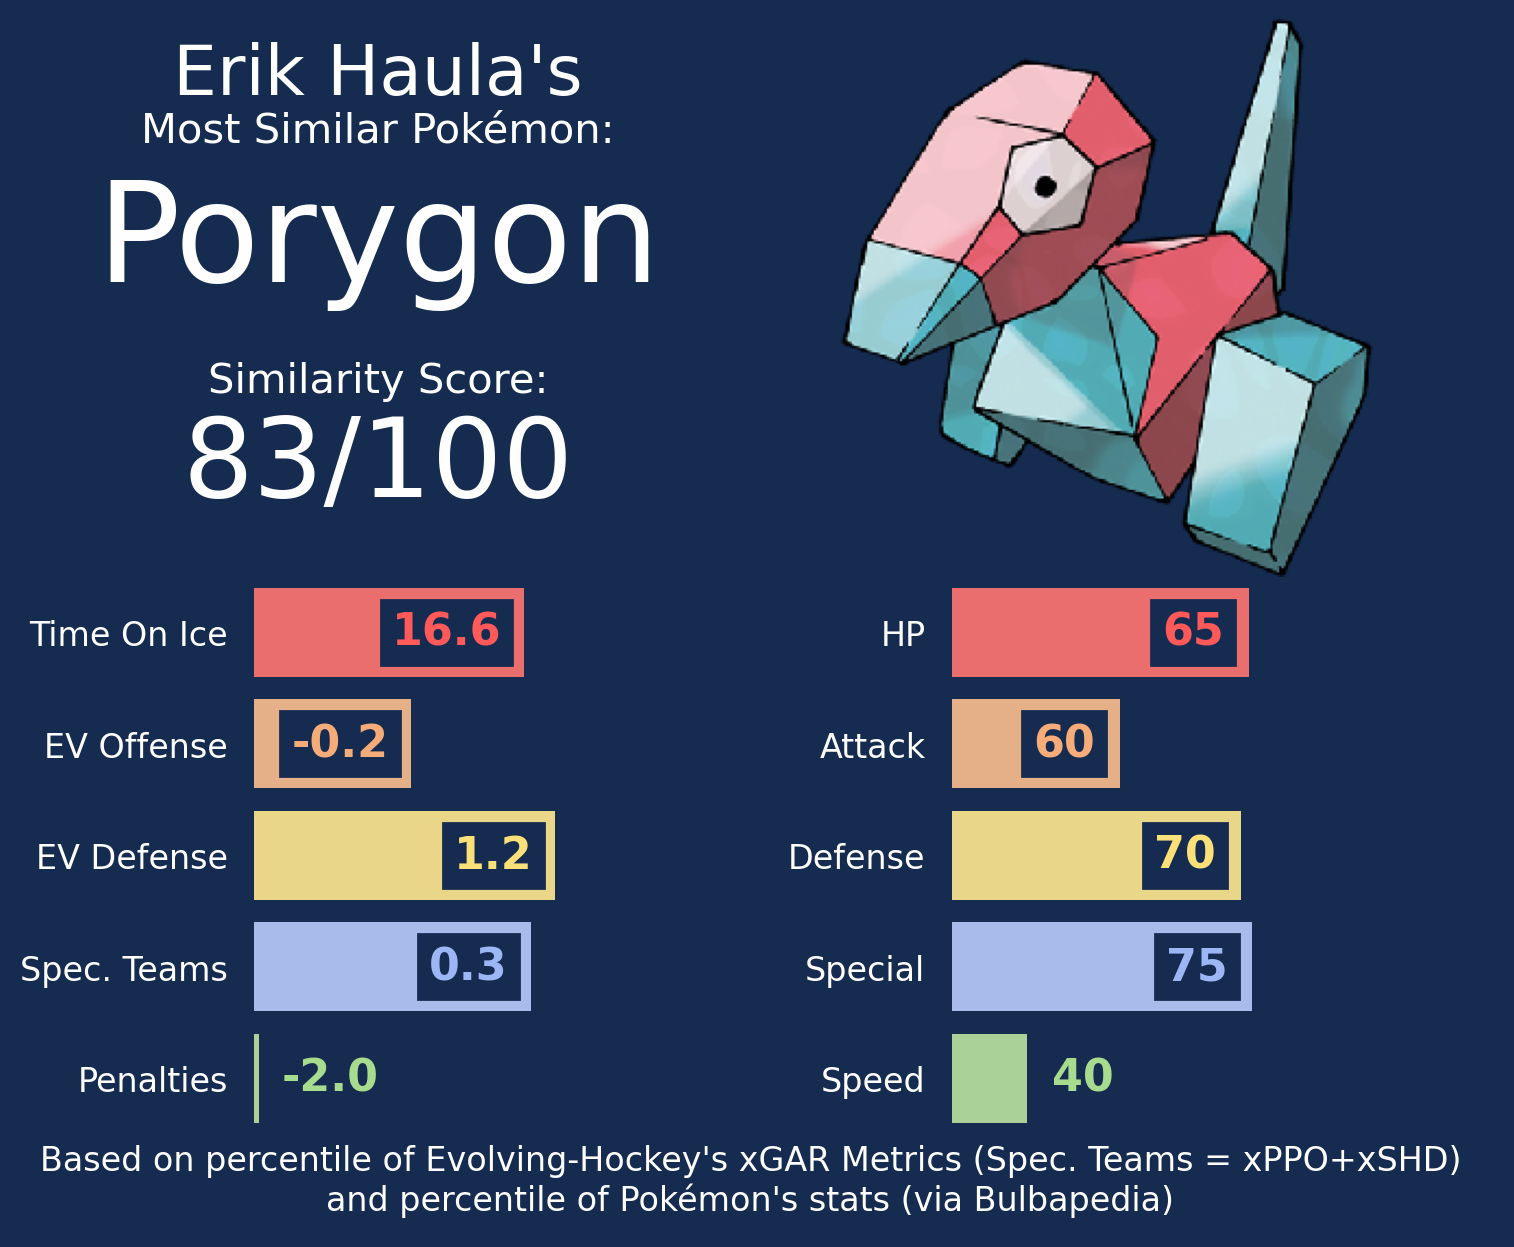 Erik Haula's
Most Similar Pokémon:
Porygon
Similarity Score:
83/100
Time On Ice 16.6
EV Offense -0.2
EV Defense 1.2
Spec. Teams 0.3
Penalties -2.0
HP 65
Attack 60
Defense 70
Special 75
Speed 40
Based on percentile of Evolving-Hockey's xGAR Metrics (Spec. Teams = xPPO+xSHD)
and percentile of Pokémon's stats (via Bulbapedia)